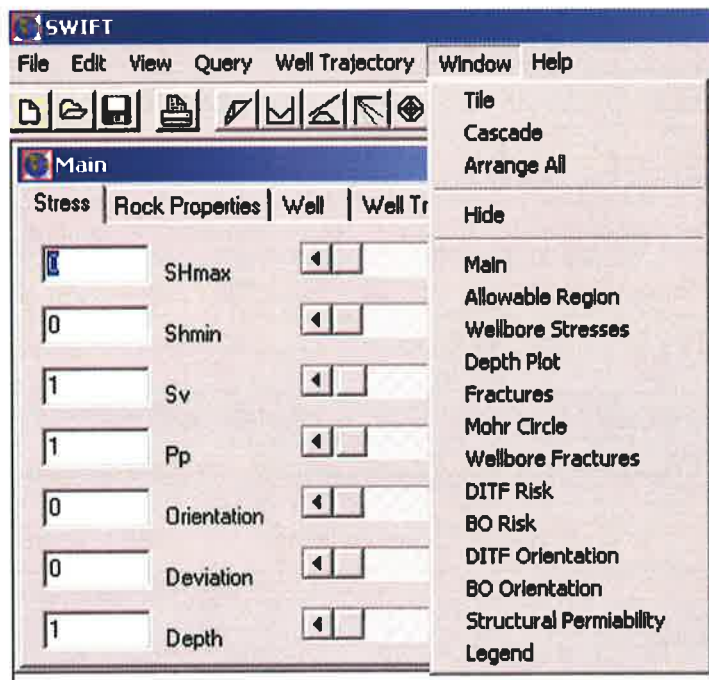 SWIFT
File Edit View Query Well Trajectory Window Help
Main
Stress Rock Properties Well Well Tr
SHmax
0 Shmin
1 Sv
1 Pp
0 Orientation
0 Deviation
1 Depth
Tile
Cascade
Arrange All
Hide
Main
Allowable Region
Wellbore Stresses
Depth Plot
Fractures
Mohr Circle
Wellbore Fractures
DITF Risk
BO Risk
DITF Orientation
BO Orientation
Structural Permiability
Legend